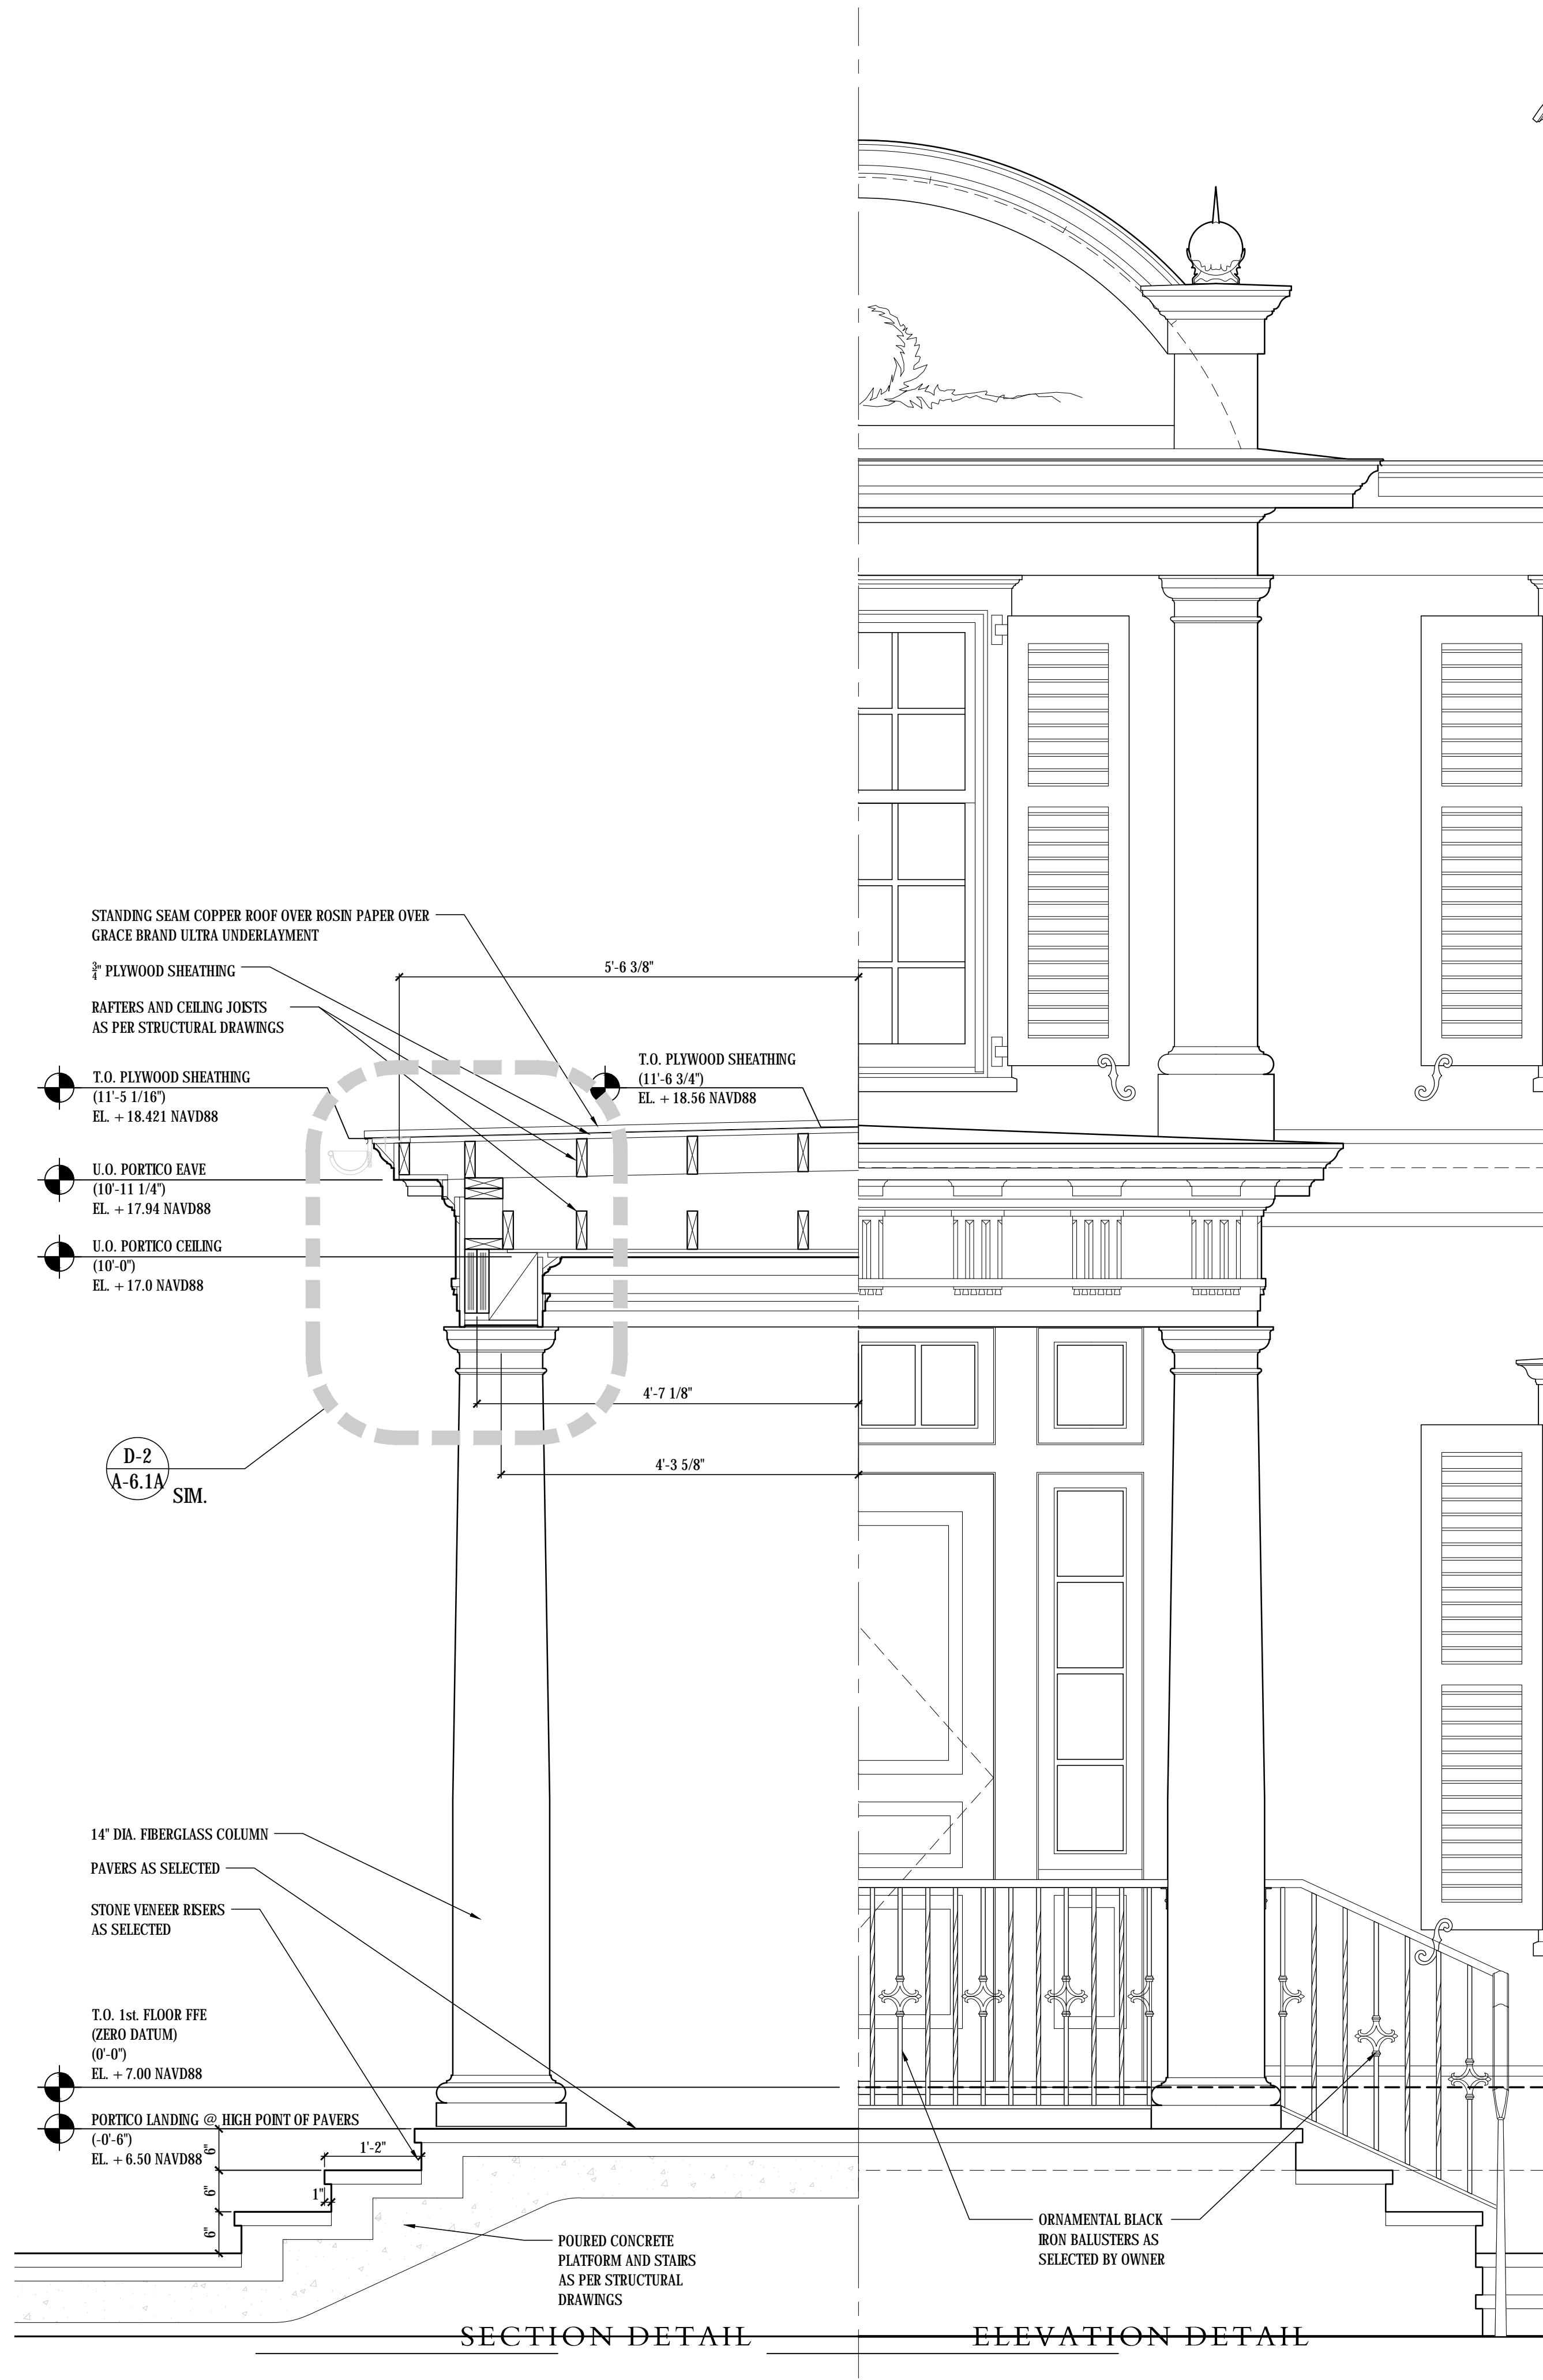 STANDING SEAM COPPER ROOF OVER ROSIN PAPER OVER
GRACE BRAND ULTRA UNDERLAYMENT
3/4" PLYWOOD SHEATHING
RAFTERS AND CEILING JOISTS
AS PER STRUCTURAL DRAWINGS
5'-6 3/8"
T.O. PLYWOOD SHEATHING
(11'-5 1/16")
EL. + 18.421 NAVD88
T.O. PLYWOOD SHEATHING
(11'-6 3/4")
EL. + 18.56 NAVD88
U.O. PORTICO EAVE
(10'-11 1/4")
EL. + 17.94 NAVD88
U.O. PORTICO CEILING
(10'-0")
EL. + 17.0 NAVD88
4'-7 1/8"
4'-3 5/8"
D-2
A-6.1A
SIM.
14" DIA. FIBERGLASS COLUMN
PAVERS AS SELECTED
STONE VENEER RISERS
AS SELECTED
T.O. 1st. FLOOR FFE
(ZERO DATUM)
(0'-0")
EL. + 7.00 NAVD88
PORTICO LANDING @ HIGH POINT OF PAVERS
(-0'-6")
EL. + 6.50 NAVD88
6"
1'-2"
6"
1"
6"
POURED CONCRETE
PLATFORM AND STAIRS
AS PER STRUCTURAL
DRAWINGS
ORNAMENTAL BLACK
IRON BALUSTERS AS
SELECTED BY OWNER
SECTION DETAIL
ELEVATION DETAIL